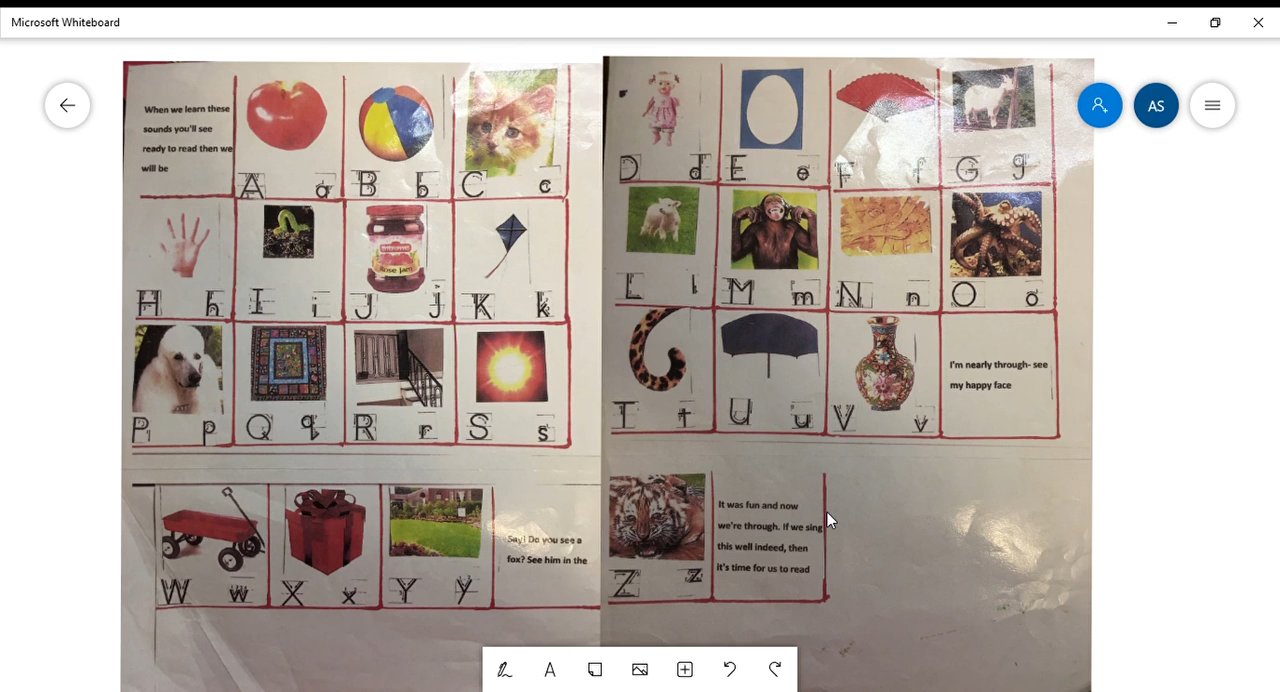 Microsoft Whiteboard
AS
When we learn these
sounds you'll see
ready to read then we
will be
A a
B b
C c
D d
E e
F f
G g
H h
I i
J j
Rose Jam
K k
L l
M m
N n
O o
P p
Q q
R r
S s
T t
U u
V v
I'm nearly through- see
my happy face
W w
X x
Y y
Say! Do you see a
fox? See him in the
Z z
It was fun and now
we're through. If we sing
this well indeed, then
it's time for us to read
A